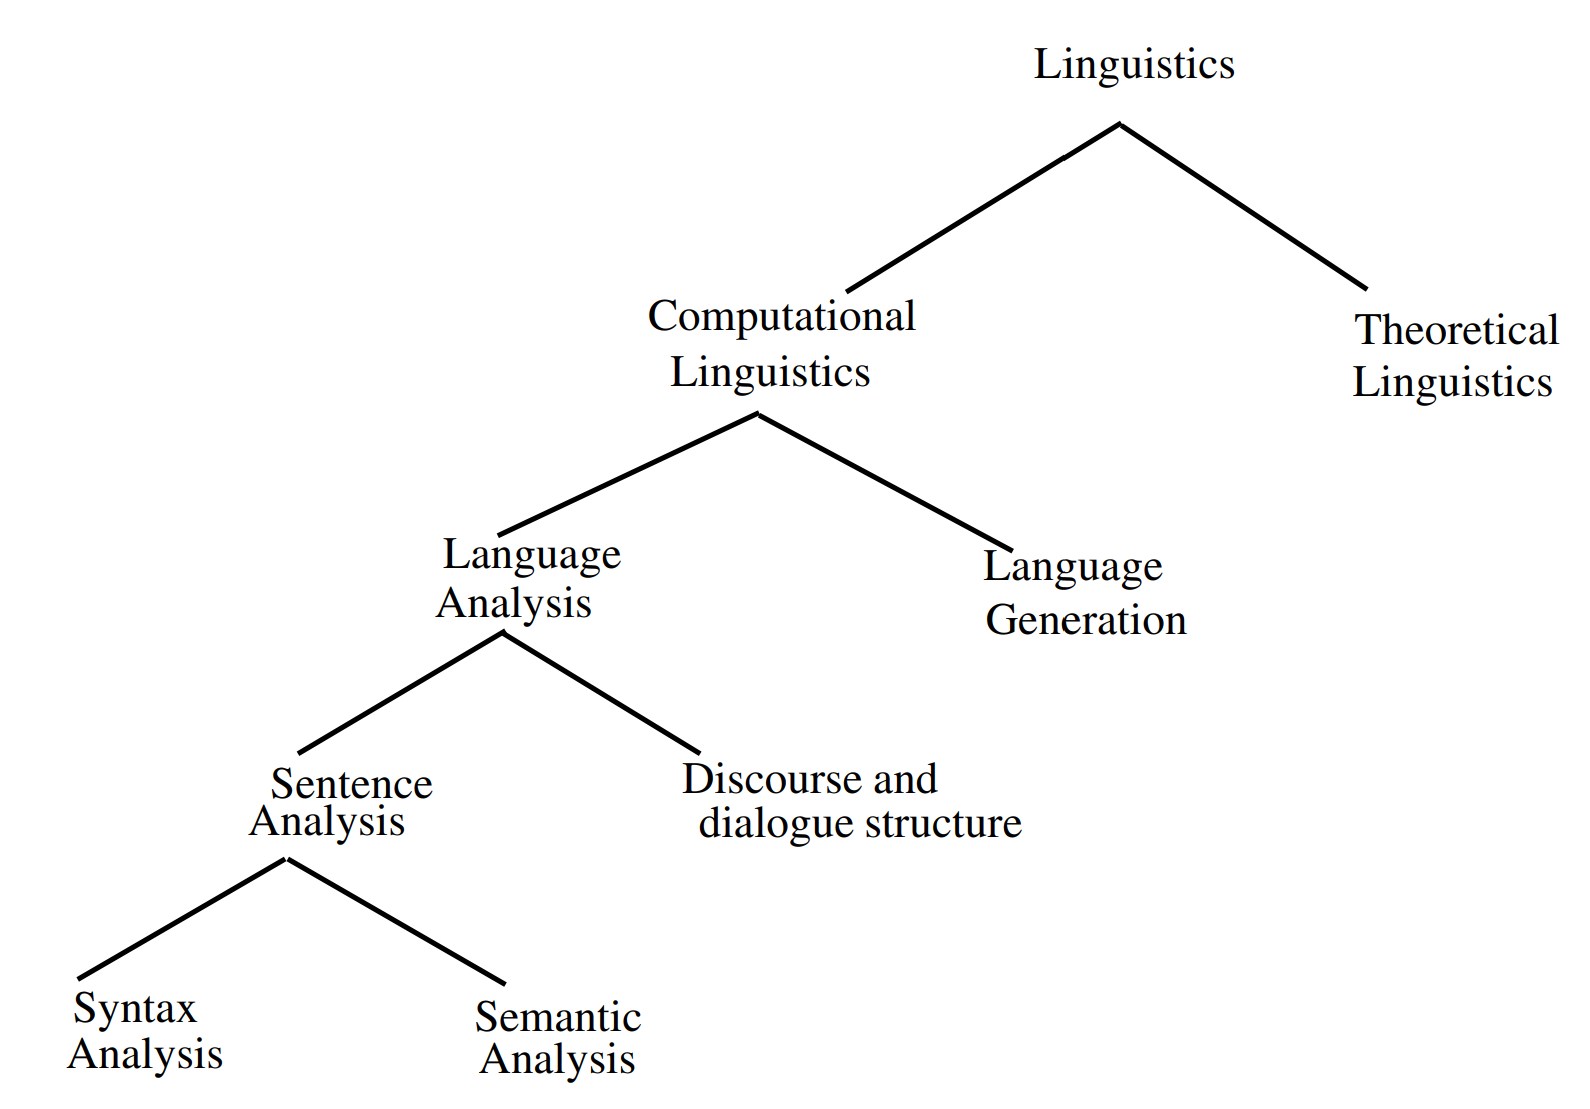 Linguistics
Computational
Linguistics
Theoretical
Linguistics
Language
Analysis
Language
Generation
Sentence
Analysis
Discourse and
dialogue structure
Syntax
Analysis
Semantic
Analysis